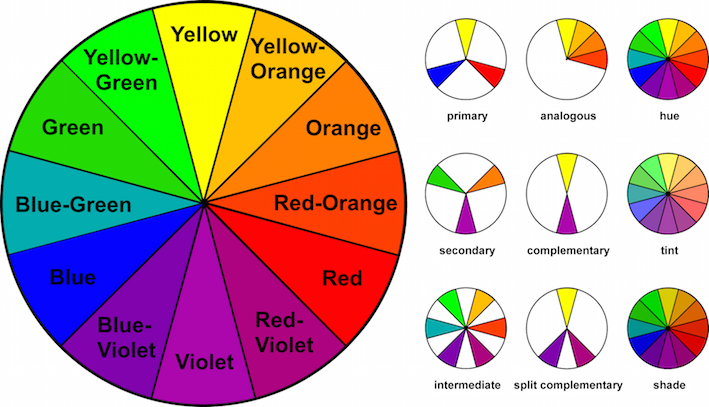 Yellow
Yellow-
Orange
Orange
Red-Orange
Red
Red-
Violet
Violet
Blue-
Violet
Blue
Blue-Green
Green
Yellow-
Green
primary
analogous
hue
secondary
complementary
tint
intermediate
split complementary
shade